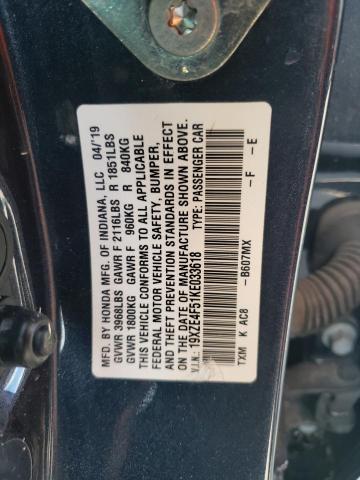 MFD. BY HONDA MFG. OF INDIANA, LLC 04/'19
GVWR 3968LBS GAWR F 2116LBS R 1851LBS
GVWR 1800KG GAWR F 960KG R 840KG
THIS VEHICLE CONFORMS TO ALL APPLICABLE
FEDERAL MOTOR VEHICLE SAFETY, BUMPER,
AND THEFT PREVENTION STANDARDS IN EFFECT
ON THE DATE OF MANUFACTURE SHOWN ABOVE.
V.I.N.: 19XZE4F51KE033618 TYPE: PASSENGER CAR
-B607MX -F -E
TXM K AC8